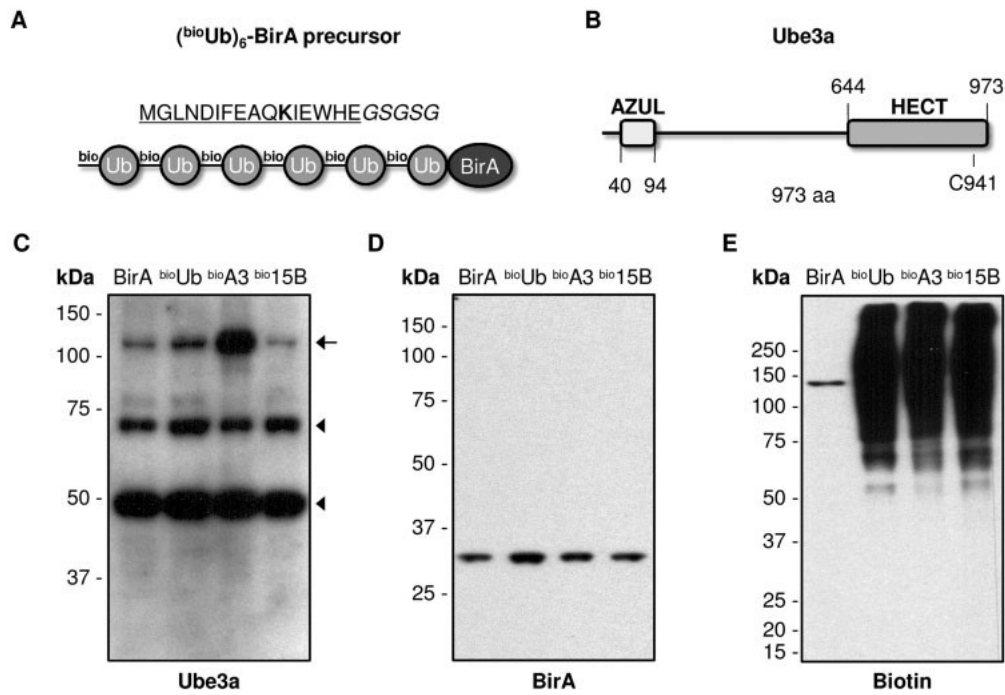 A
(bioUb)6-BirA precursor
MGLNDIFEAQKIEWHEGSGSG
bio Ub bio Ub bio Ub bio Ub bio Ub bio Ub BirA
B
Ube3a
644 973
AZUL HECT
40 94 C941
973 aa
C
kDa BirA bioUb bioA3 bio15B
150 -
100 -
75 -
50 -
37 -
Ube3a
D
kDa BirA bioUb bioA3 bio15B
150 -
100 -
75 -
50 -
37 -
25 -
BirA
E
kDa BirA bioUb bioA3 bio15B
250 -
150 -
100 -
75 -
50 -
37 -
25 -
20 -
15 -
Biotin